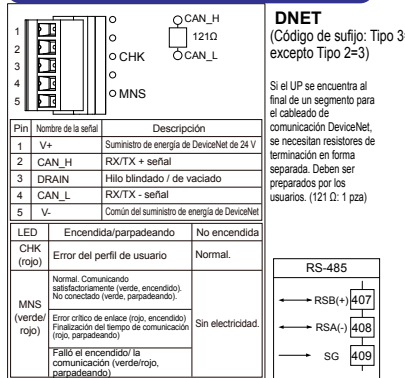 1
2
3
4
5
CHK
MNS
CAN_H
121Ω
CAN_L
DNET
(Código de sufijo: Tipo 3=
excepto Tipo 2=3)
Si el UP se encuentra al
final de un segmento para
el cableado de
comunicación DeviceNet,
se necesitan resistores de
terminación en forma
separada. Deben ser
preparados por los
usuarios. (121 Ω: 1 pza)
Pin Nombre de la señal Descripción
1 V+ Suministro de energía de DeviceNet de 24 V
2 CAN_H RX/TX + señal
3 DRAIN Hilo blindado / de vaciado
4 CAN_L RX/TX - señal
5 V- Común del suministro de energía de DeviceNet
LED Encendida/parpadeando No encendida
CHK
(rojo) Error del perfil de usuario Normal.
MNS
(verde/
rojo)
Normal. Comunicando
satisfactoriamente (verde, encendido).
No conectado (verde, parpadeando).
Error crítico de enlace (rojo, encendido)
Finalización del tiempo de comunicación
(rojo, parpadeando)
Falló el encendido/ la
comunicación (verde/rojo,
parpadeando)
Sin electricidad.
RS-485
RSB(+) 407
RSA(-) 408
SG 409